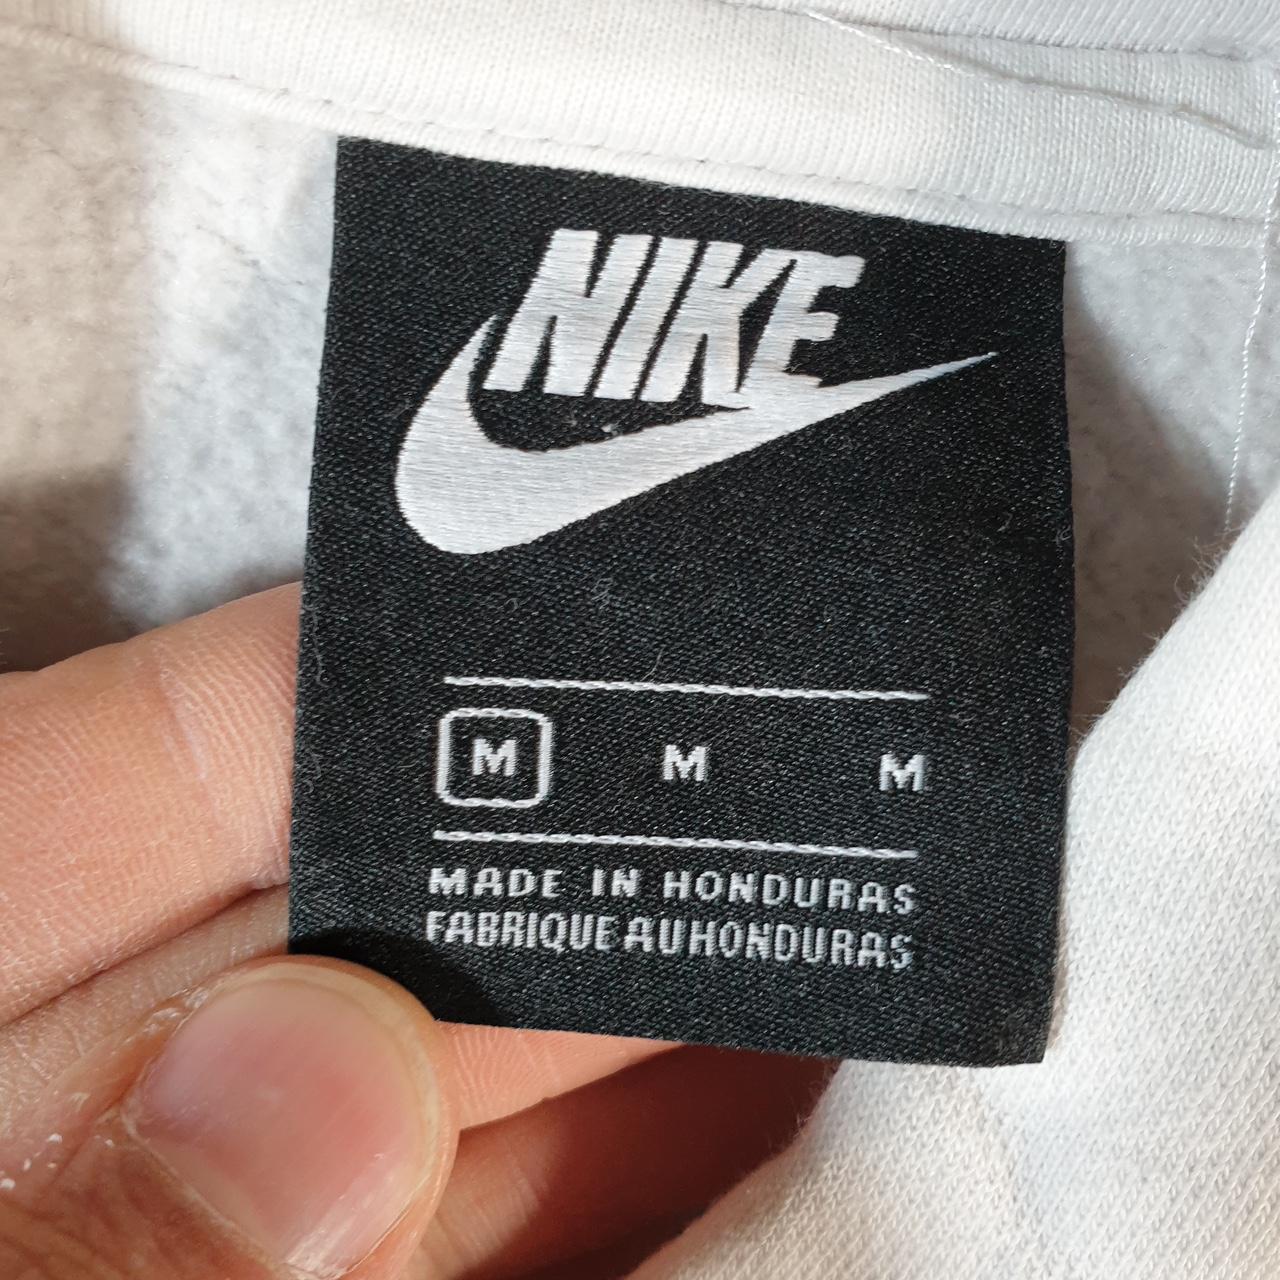 NIKE
M M M
MADE IN HONDURAS
FABRIQUE AU HONDURAS